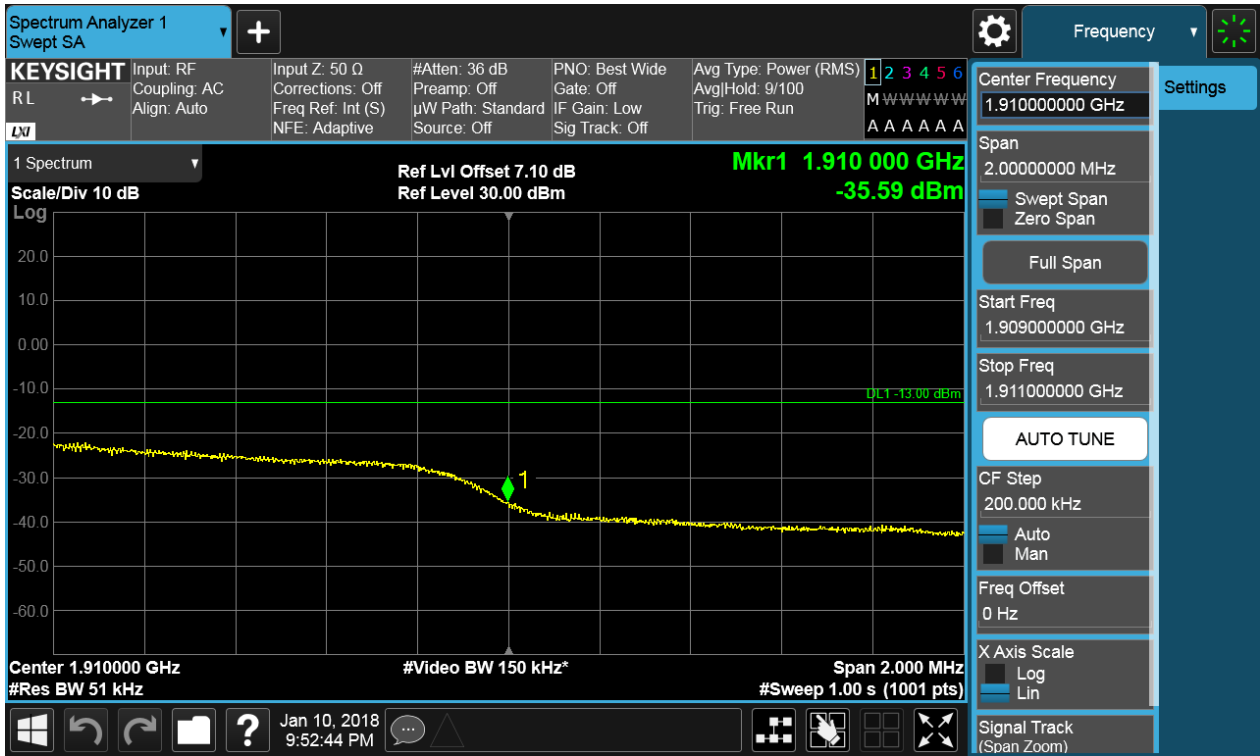 Spectrum Analyzer 1
Swept SA
+
Frequency
KEYSIGHT
RL
LXI
Input: RF
Coupling: AC
Align: Auto
Input Z: 50 Ω
Corrections: Off
Freq Ref: Int (S)
NFE: Adaptive
#Atten: 36 dB
Preamp: Off
µW Path: Standard
Source: Off
PNO: Best Wide
Gate: Off
IF Gain: Low
Sig Track: Off
Avg Type: Power (RMS)
Avg|Hold: 9/100
Trig: Free Run
1 2 3 4 5 6
M W W W W W
A A A A A A
1 Spectrum
Scale/Div 10 dB
Log
Ref Lvl Offset 7.10 dB
Ref Level 30.00 dBm
Mkr1 1.910 000 GHz
-35.59 dBm
20.0
10.0
0.00
-10.0
DL1 -13.00 dBm
-20.0
-30.0
1
-40.0
-50.0
-60.0
Center 1.910000 GHz
#Video BW 150 kHz*
Span 2.000 MHz
#Res BW 51 kHz
#Sweep 1.00 s (1001 pts)
Center Frequency
1.910000000 GHz
Settings
Span
2.00000000 MHz
Swept Span
Zero Span
Full Span
Start Freq
1.909000000 GHz
Stop Freq
1.911000000 GHz
AUTO TUNE
CF Step
200.000 kHz
Auto
Man
Freq Offset
0 Hz
X Axis Scale
Log
Lin
Signal Track
(Span Zoom)
?
Jan 10, 2018
9:52:44 PM